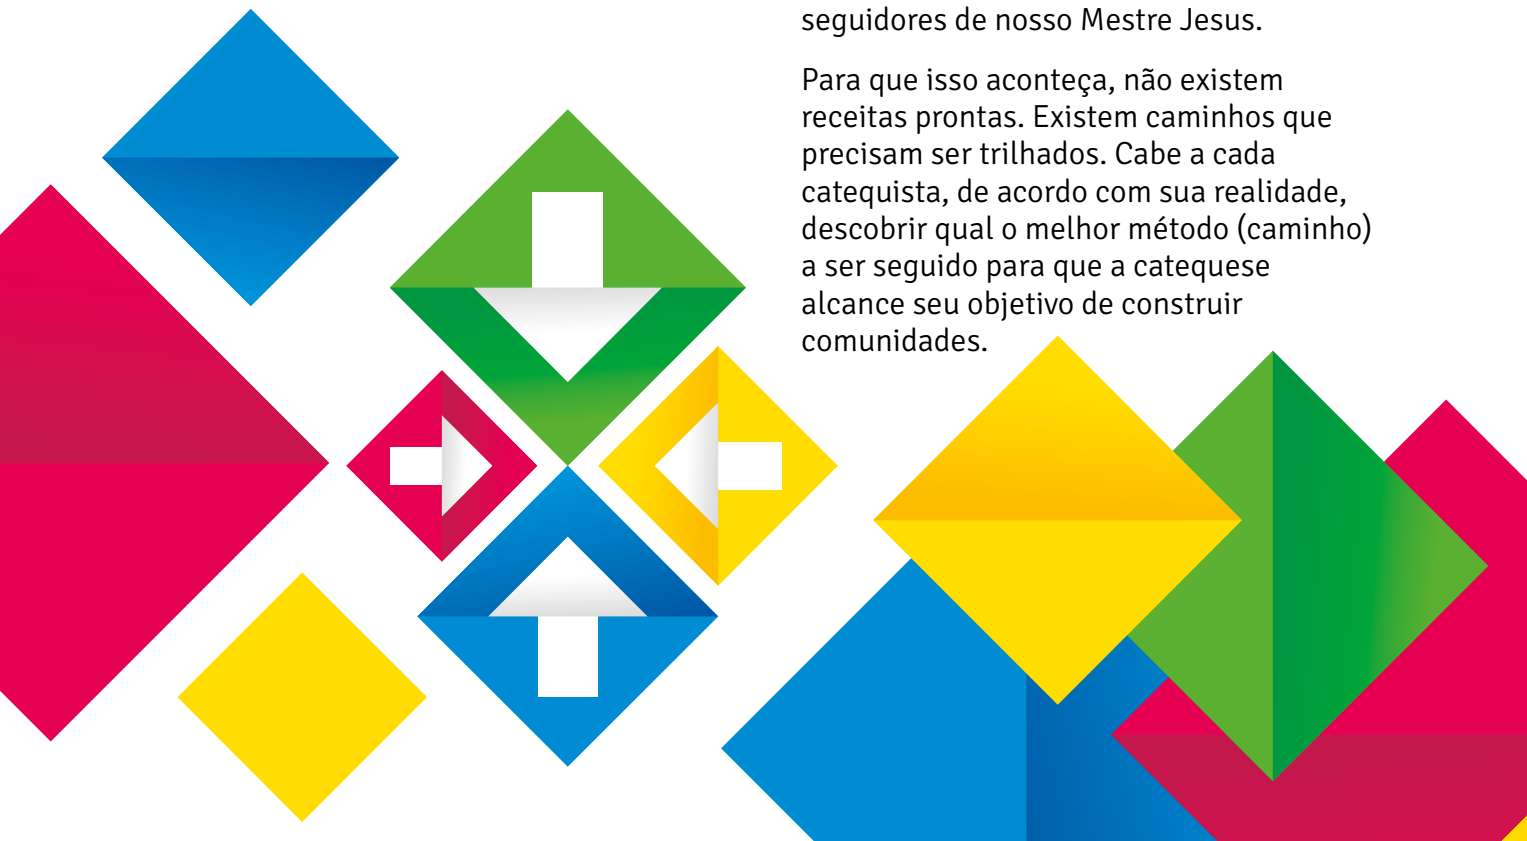 seguidores de nosso Mestre Jesus.
Para que isso aconteça, não existem
receitas prontas. Existem caminhos que
precisam ser trilhados. Cabe a cada
catequista, de acordo com sua realidade,
descobrir qual o melhor método (caminho)
a ser seguido para que a catequese
alcance seu objetivo de construir
comunidades.